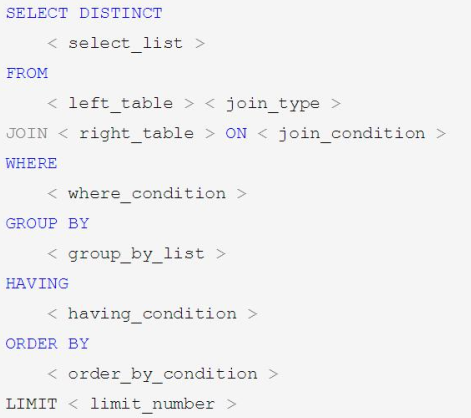 SELECT DISTINCT
< select_list >
FROM
< left_table > < join_type >
JOIN < right_table > ON < join_condition >
WHERE
< where_condition >
GROUP BY
< group_by_list >
HAVING
< having_condition >
ORDER BY
< order_by_condition >
LIMIT < limit_number >